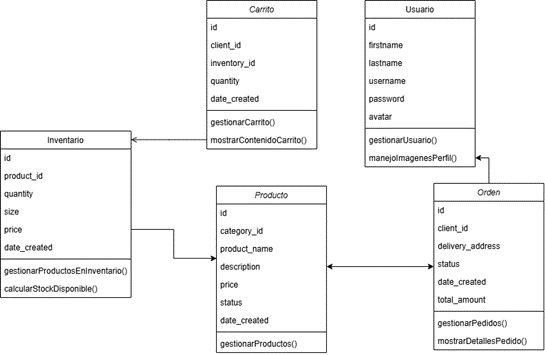 Carrito
id
client_id
inventory_id
quantity
date_created
gestionarCarrito()
mostrarContenidoCarrito()
Usuario
id
firstname
lastname
username
password
avatar
gestionarUsuario()
manejoImagenesPerfil()
Inventario
id
product_id
quantity
size
price
date_created
gestionarProductosEnInventario()
calcularStockDisponible()
Producto
id
category_id
product_name
description
price
status
date_created
gestionarProductos()
Orden
id
client_id
delivery_address
status
date_created
total_amount
gestionarPedidos()
mostrarDetallesPedido()